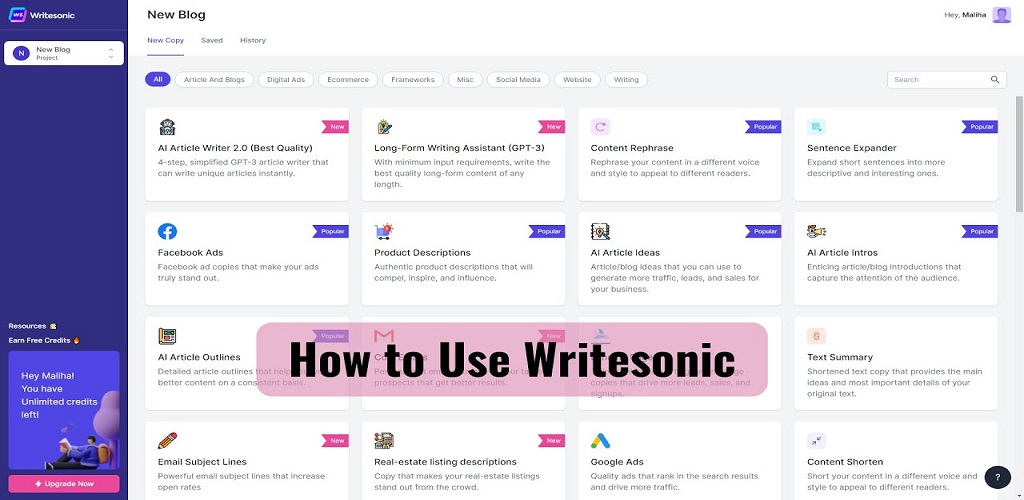 Writesonic
New Blog
Hey, Maliha
N
New Blog
Project
New Copy Saved History
All Article And Blogs Digital Ads Ecommerce Frameworks Misc Social Media Website Writing
Search
New
AI Article Writer 2.0 (Best Quality)
4-step, simplified GPT-3 article writer that
can write unique articles instantly.
New
Long-Form Writing Assistant (GPT-3)
With minimum input requirements, write the
best quality long-form content of any
length.
Popular
Content Rephrase
Rephrase your content in a different voice
and style to appeal to different readers.
Popular
Sentence Expander
Expand short sentences into more
descriptive and interesting ones.
Popular
Facebook Ads
Facebook ad copies that make your ads
truly stand out.
Popular
Product Descriptions
Authentic product descriptions that will
compel, inspire, and influence.
AI Article Ideas
Article/blog ideas that you can use to
generate more traffic, leads, and sales for
your business.
Popular
AI Article Intros
Enticing article/blog introductions that
capture the attention of the audience.
Popular
AI Article Outlines
Detailed article outlines that
better content on a consistent basis.
New
prospects that get better results.
copies that drive more leads, sales, and
signups.
Text Summary
Shortened text copy that provides the main
ideas and most important details of your
original text.
How to Use Writesonic
New
Email Subject Lines
Powerful email subject lines that increase
open rates
New
Real-estate listing descriptions
Copy that makes your real-estate listings
stand out from the crowd.
Google Ads
Quality ads that rank in the search results
and drive more traffic.
Content Shorten
Short your content in a different voice and
style to appeal to different readers.
Resources
Earn Free Credits
Hey Maliha!
You have
Unlimited credits
left!
Upgrade Now
?